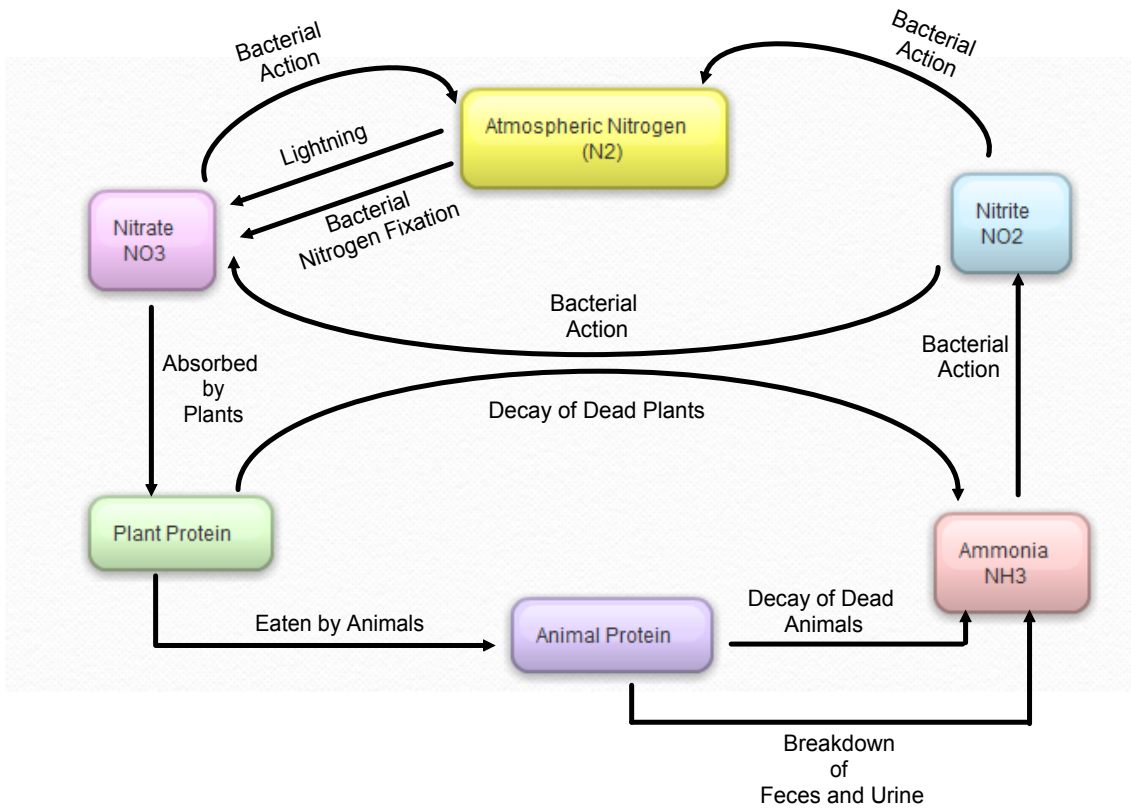 Bacterial
Action
Bacterial
Action
Atmospheric Nitrogen
(N2)
Lightning
Bacterial
Nitrogen Fixation
Nitrate
NO3
Nitrite
NO2
Bacterial
Action
Bacterial
Action
Absorbed
by
Plants
Decay of Dead Plants
Plant Protein
Ammonia
NH3
Eaten by Animals
Animal Protein
Decay of Dead
Animals
Breakdown
of
Feces and Urine